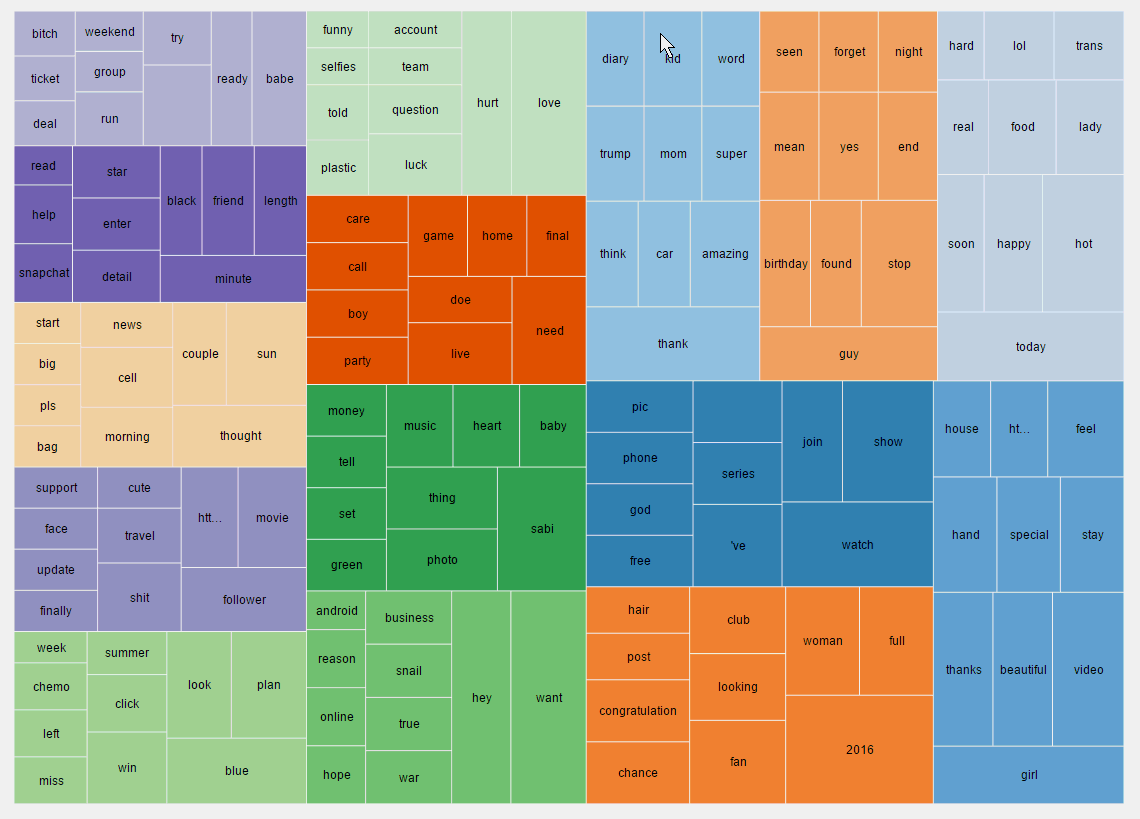 bitch
weekend
try
ready
babe
ticket
group
deal
run
read
star
black
friend
length
help
enter
snapchat
detail
minute
start
news
couple
sun
big
cell
pls
bag
morning
thought
support
cute
htt...
movie
face
travel
update
shit
follower
finally
week
summer
look
plan
chemo
click
left
win
blue
miss
funny
account
hurt
love
selfies
team
told
question
plastic
luck
care
game
home
final
call
boy
doe
need
party
live
money
music
heart
baby
tell
set
thing
sabi
green
photo
android
business
hey
want
reason
snail
online
true
hope
war
diary
kid
word
trump
mom
super
think
car
amazing
thank
seen
forget
night
mean
yes
end
birthday
found
stop
guy
hard
lol
trans
real
food
lady
soon
happy
hot
today
pic
join
show
phone
series
god
free
've
watch
house
ht...
feel
hand
special
stay
thanks
beautiful
video
girl
hair
club
woman
full
post
looking
congratulation
chance
fan
2016